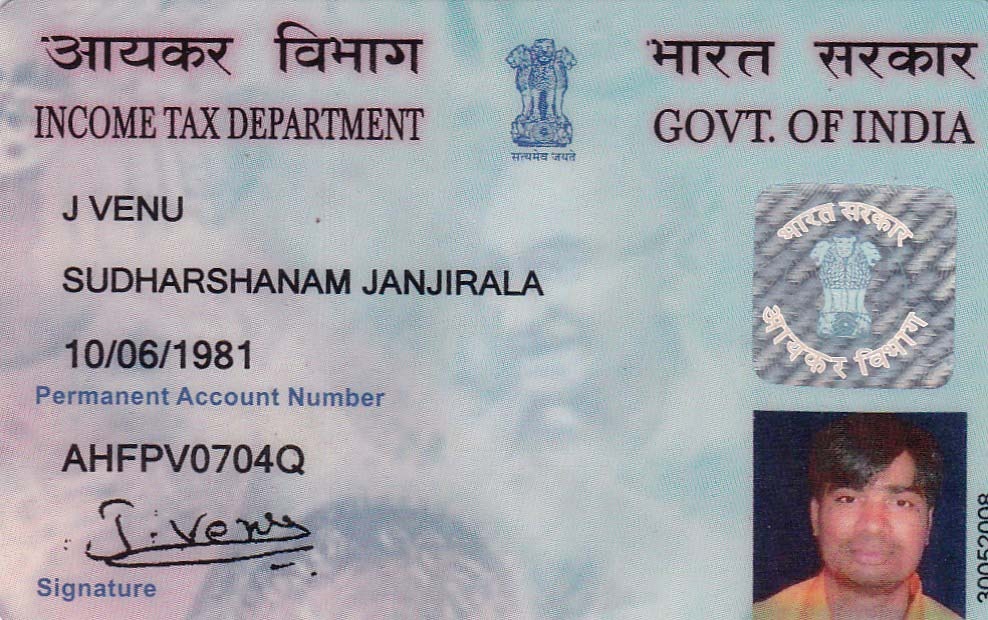 आयकर विभाग
INCOME TAX DEPARTMENT
सत्यमेव जयते
भारत सरकार
GOVT. OF INDIA
J VENU
SUDHARSHANAM JANJIRALA
10/06/1981
Permanent Account Number
AHFPV0704Q
J. Venu
Signature
भारत सरकार
आयकर विभाग
30052008